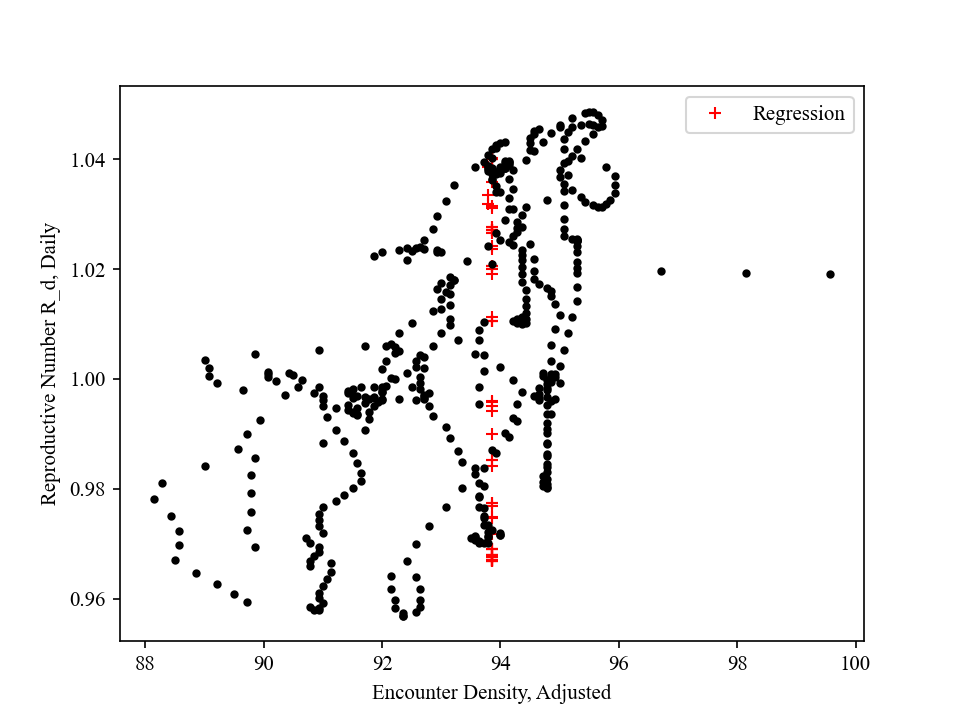 Regression
1.04
1.02
1.00
0.98
0.96
Reproductive Number R_d, Daily
88 90 92 94 96 98 100
Encounter Density, Adjusted